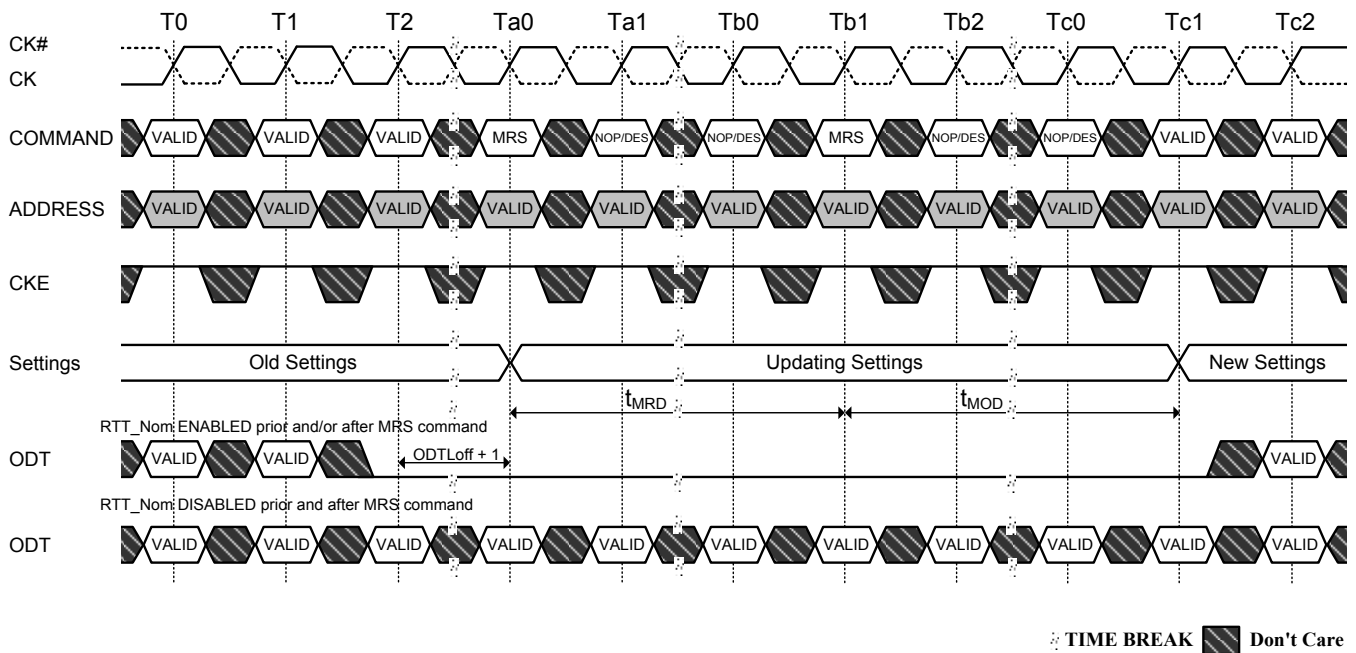 T0 T1 T2 Ta0 Ta1 Tb0 Tb1 Tb2 Tc0 Tc1 Tc2
CK#
CK
COMMAND VALID VALID VALID MRS NOP/DES NOP/DES MRS NOP/DES NOP/DES VALID VALID
ADDRESS VALID VALID VALID VALID VALID VALID VALID VALID VALID VALID VALID
CKE
Settings Old Settings Updating Settings New Settings
tMRD tMOD
RTT_Nom ENABLED prior and/or after MRS command
ODT VALID VALID ODTLoff + 1 VALID
RTT_Nom DISABLED prior and after MRS command
ODT VALID VALID VALID VALID VALID VALID VALID VALID VALID VALID VALID
TIME BREAK Don't Care